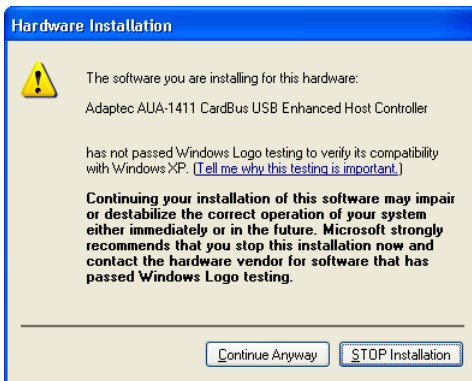 Hardware Installation
The software you are installing for this hardware:
Adaptec AUA-1411 CardBus USB Enhanced Host Controller
has not passed Windows Logo testing to verify its compatibility
with Windows XP. (Tell me why this testing is important.)
Continuing your installation of this software may impair
or destabilize the correct operation of your system
either immediately or in the future. Microsoft strongly
recommends that you stop this installation now and
contact the hardware vendor for software that has
passed Windows Logo testing.
Continue Anyway STOP Installation